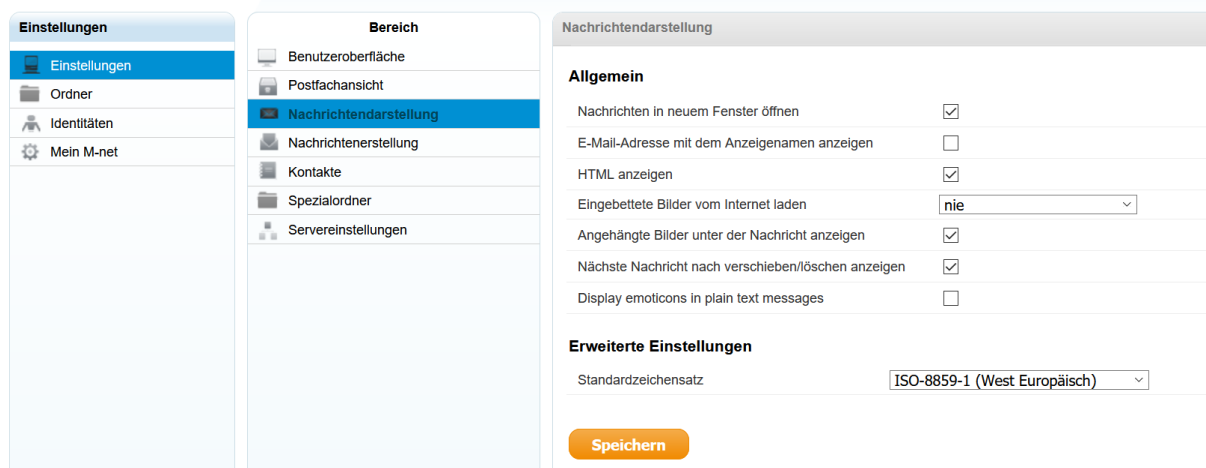 Einstellungen
Einstellungen
Ordner
Identitäten
Mein M-net
Bereich
Benutzeroberfläche
Postfachansicht
Nachrichtendarstellung
Nachrichtenerstellung
Kontakte
Spezialordner
Servereinstellungen
Nachrichtendarstellung
Allgemein
Nachrichten in neuem Fenster öffnen
E-Mail-Adresse mit dem Anzeigenamen anzeigen
HTML anzeigen
Eingebettete Bilder vom Internet laden nie
Angehängte Bilder unter der Nachricht anzeigen
Nächste Nachricht nach verschieben/löschen anzeigen
Display emoticons in plain text messages
Erweiterte Einstellungen
Standardzeichensatz ISO-8859-1 (West Europäisch)
Speichern